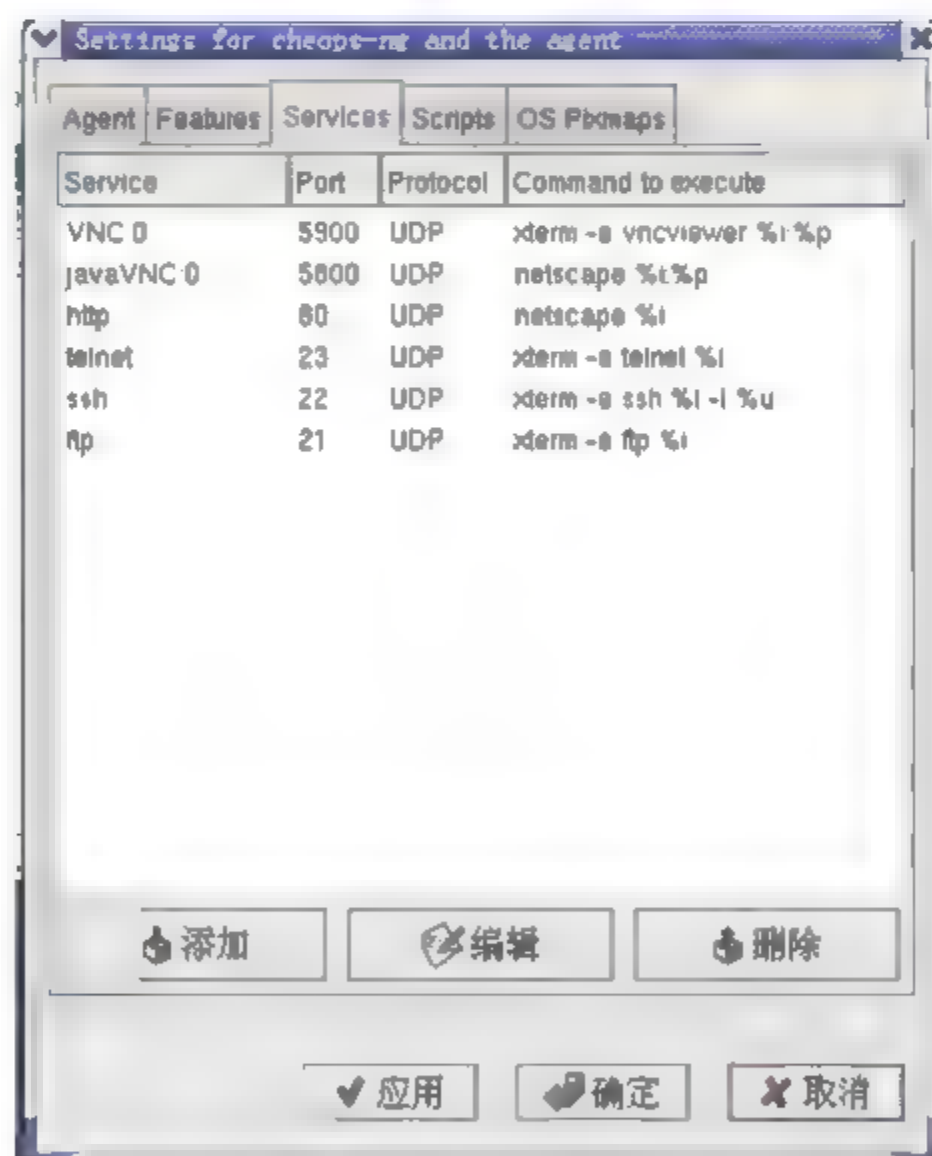 Settings for cheops-ng and the agent
Agent Features Services Scripts OS Pixmaps
Service Port Protocol Command to execute
VNC:0 5900 UDP xterm -e vncviewer %i:%p
javaVNC:0 5800 UDP netscape %i:%p
http 80 UDP netscape %i
telnet 23 UDP xterm -e telnet %i
ssh 22 UDP xterm -e ssh %i -l %u
ftp 21 UDP xterm -e ftp %i
添加 编辑 删除
应用 确定 取消